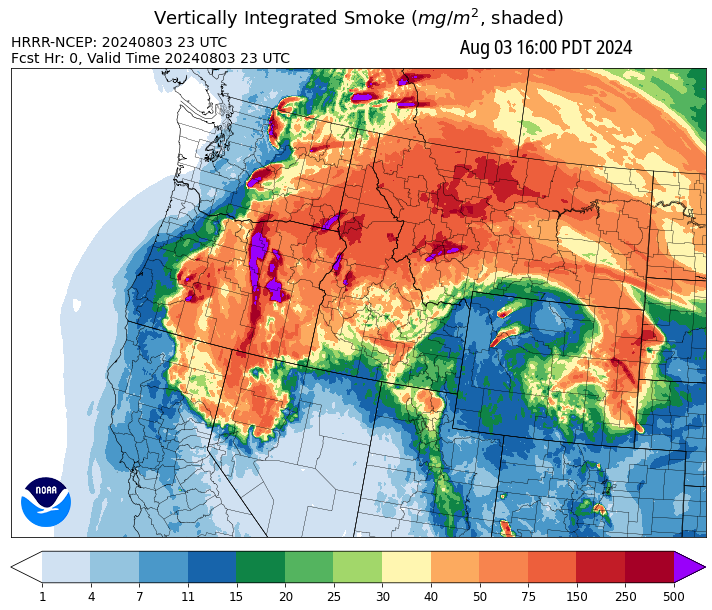 Vertically Integrated Smoke (mg/m², shaded)
HRRR-NCEP: 20240803 23 UTC
Fcst Hr: 0, Valid Time 20240803 23 UTC
Aug 03 16:00 PDT 2024
NOAA
1 4 7 11 15 20 25 30 40 50 75 150 250 500